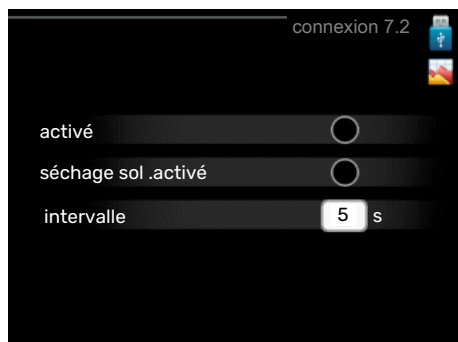 connexion 7.2
activé
séchage sol .activé
intervalle 5 s